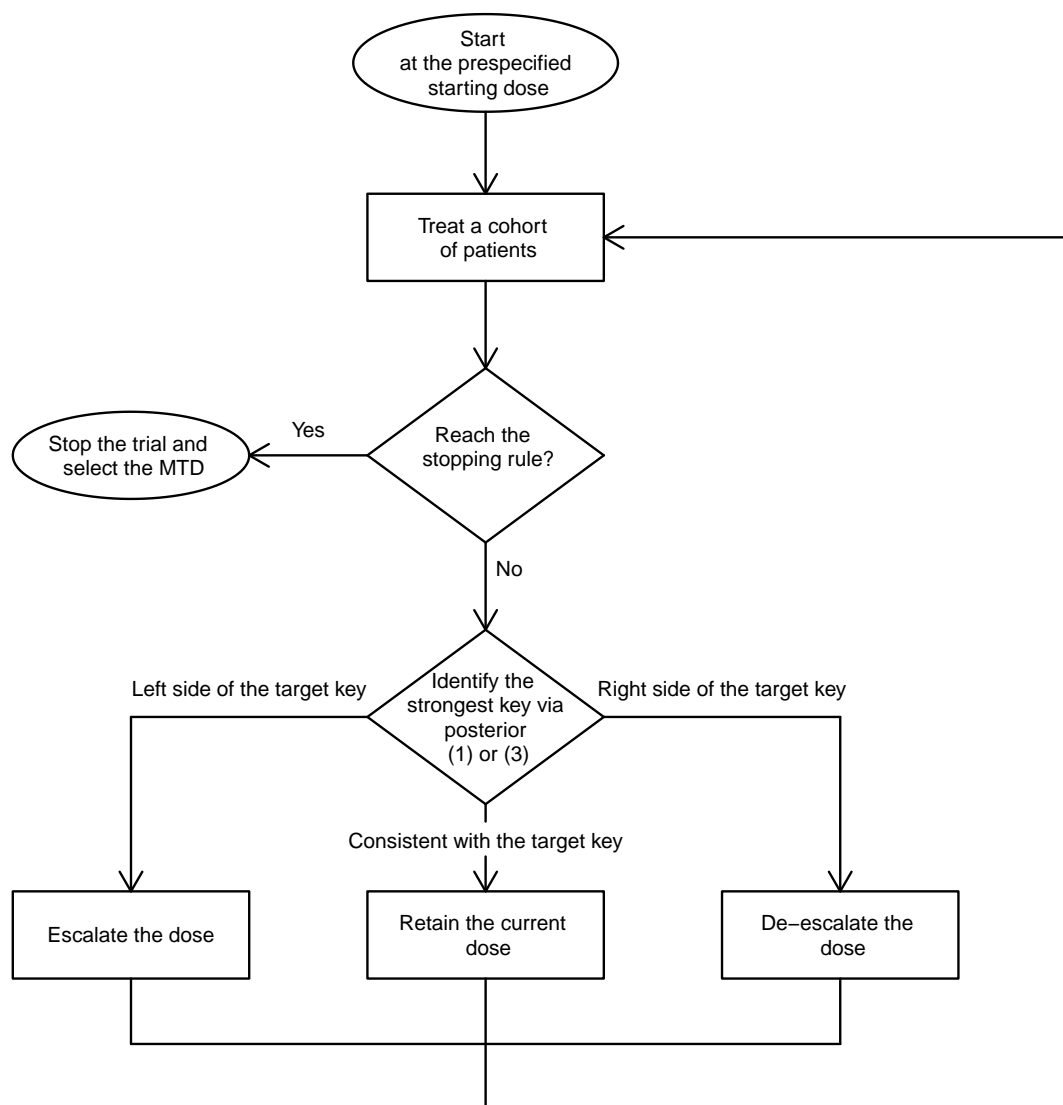 Start
at the prespecified
starting dose
Treat a cohort
of patients
Reach the
stopping rule?
Yes
Stop the trial and
select the MTD
No
Identify the
strongest key via
posterior
(1) or (3)
Left side of the target key
Right side of the target key
Consistent with the target key
Escalate the dose
Retain the current
dose
De−escalate the
dose